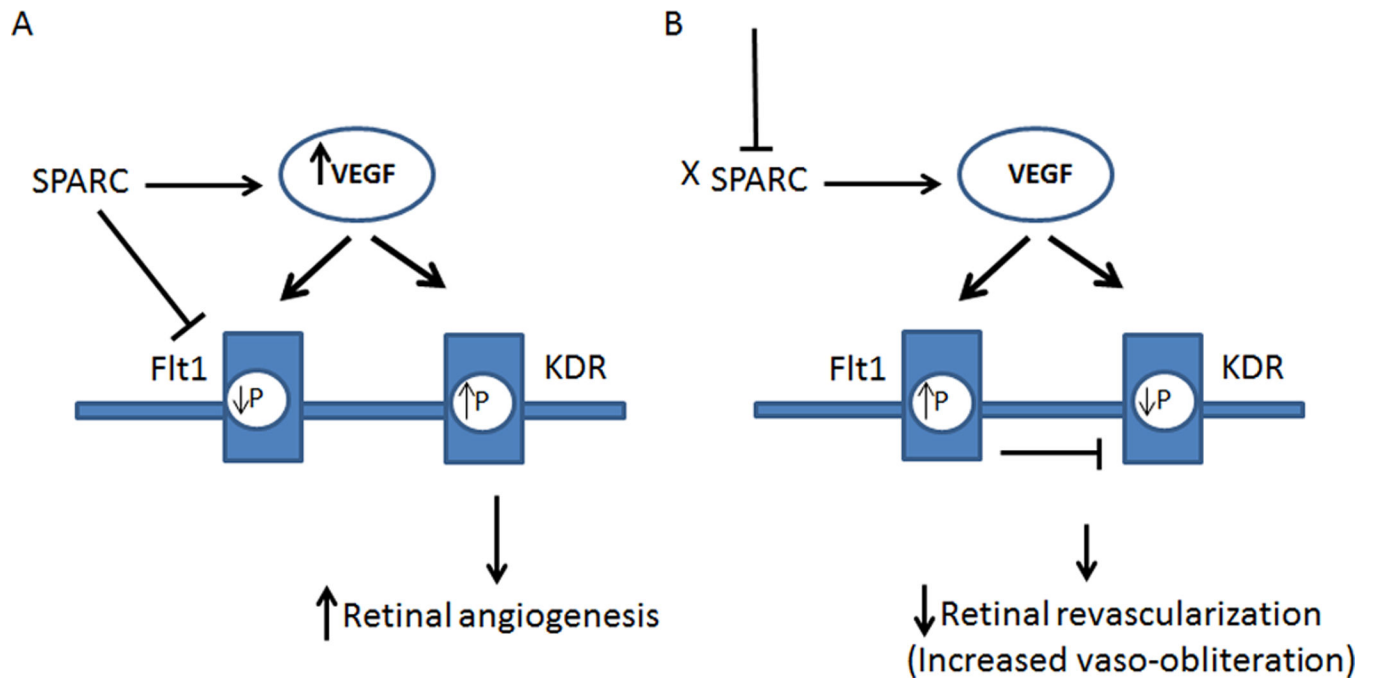 A
SPARC
↑VEGF
Flt1
↓P
↑P
KDR
↑Retinal angiogenesis
B
X SPARC
VEGF
Flt1
↑P
↓P
KDR
↓Retinal revascularization
(Increased vaso-obliteration)